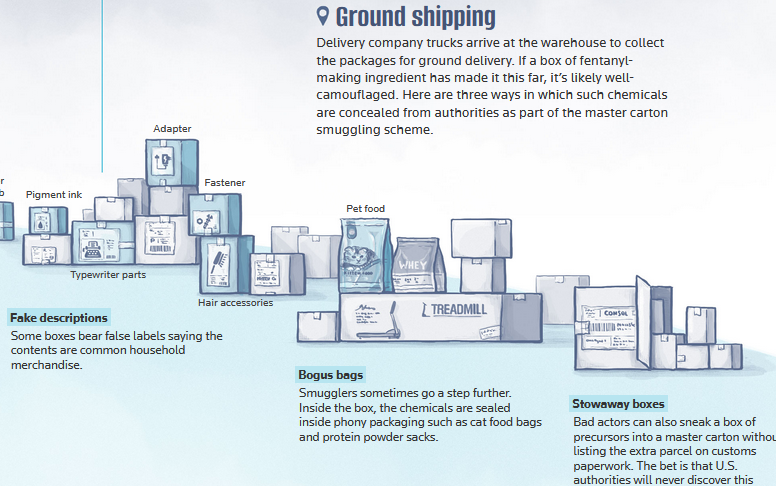 Ground shipping
Delivery company trucks arrive at the warehouse to collect
the packages for ground delivery. If a box of fentanyl-
making ingredient has made it this far, it’s likely well-
camouflaged. Here are three ways in which such chemicals
are concealed from authorities as part of the master carton
smuggling scheme.
Adapter
Fastener
Pigment ink
Typewriter parts
Hair accessories
Pet food
WHEY
TREADMILL
CONSOL
Fake descriptions
Some boxes bear false labels saying the
contents are common household
merchandise.
Bogus bags
Smugglers sometimes go a step further.
Inside the box, the chemicals are sealed
inside phony packaging such as cat food bags
and protein powder sacks.
Stowaway boxes
Bad actors can also sneak a box of
precursors into a master carton withou
listing the extra parcel on customs
paperwork. The bet is that U.S.
authorities will never discover this